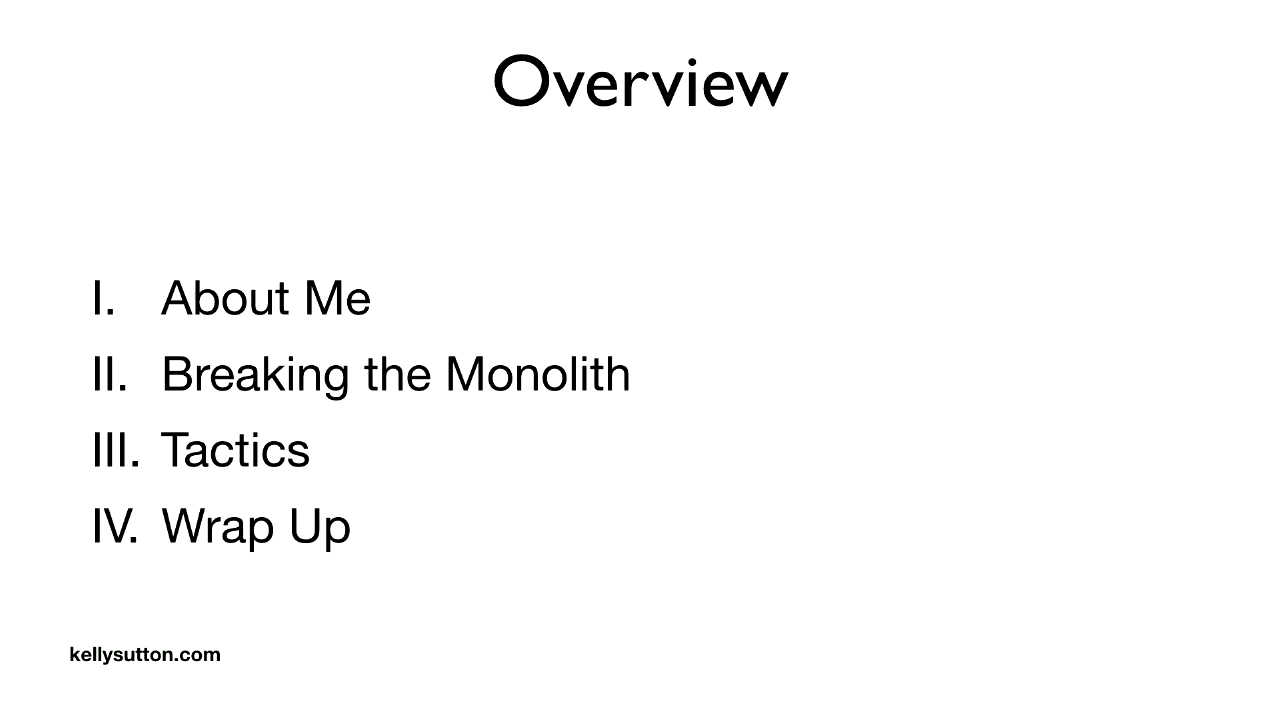 Overview
I. About Me
II. Breaking the Monolith
III. Tactics
IV. Wrap Up
kellysutton.com